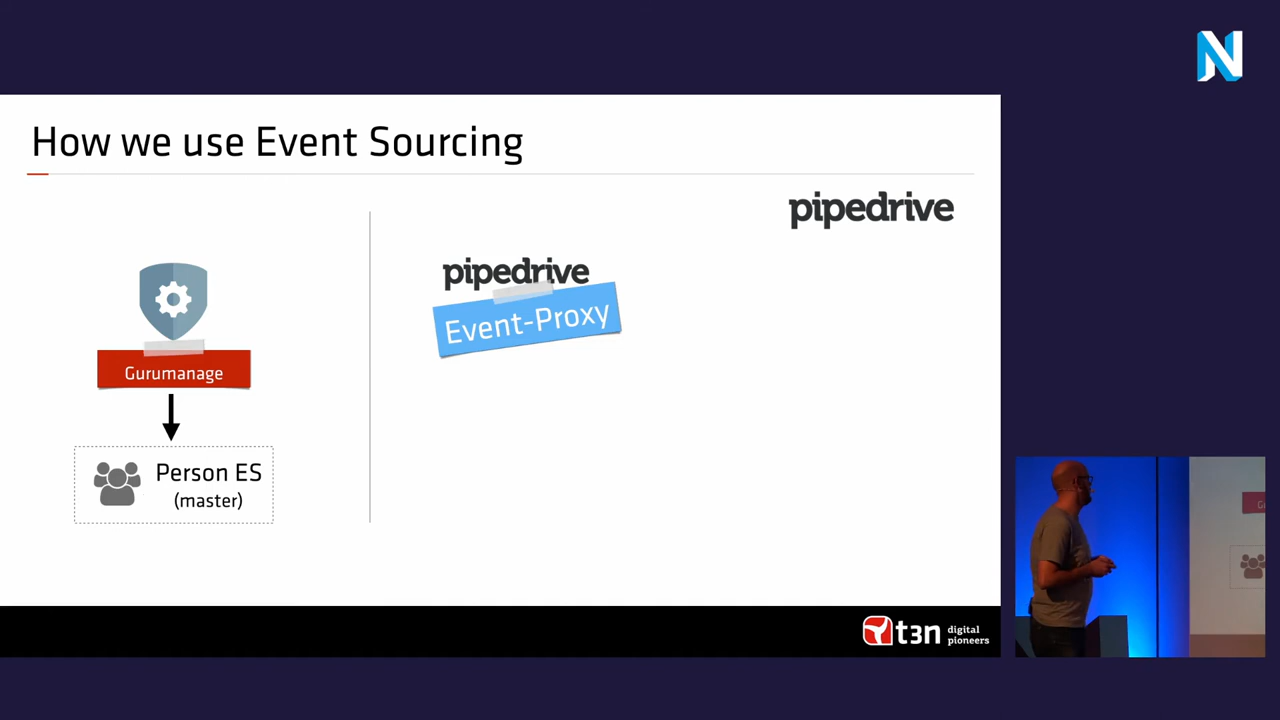 How we use Event Sourcing
pipedrive
pipedrive
Event-Proxy
Gurumanage
Person ES
(master)
t3n digital
pioneers